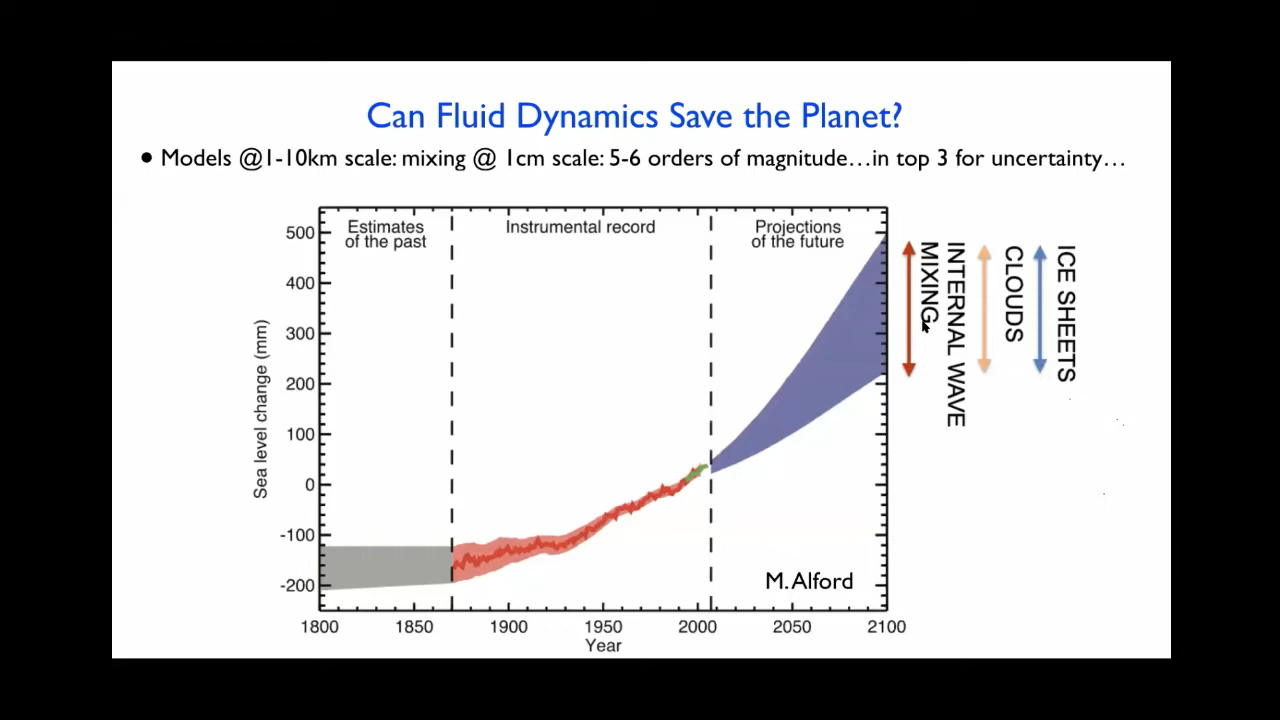 Can Fluid Dynamics Save the Planet?
• Models @1-10km scale: mixing @ 1cm scale: 5-6 orders of magnitude…in top 3 for uncertainty…
Estimates
of the past
Instrumental record
Projections
of the future
500
400
300
200
100
0
-100
-200
Sea level change (mm)
M. Alford
1800
1850
1900
1950
2000
2050
2100
Year
INTERNAL WAVE
MIXING
CLOUDS
ICE SHEETS